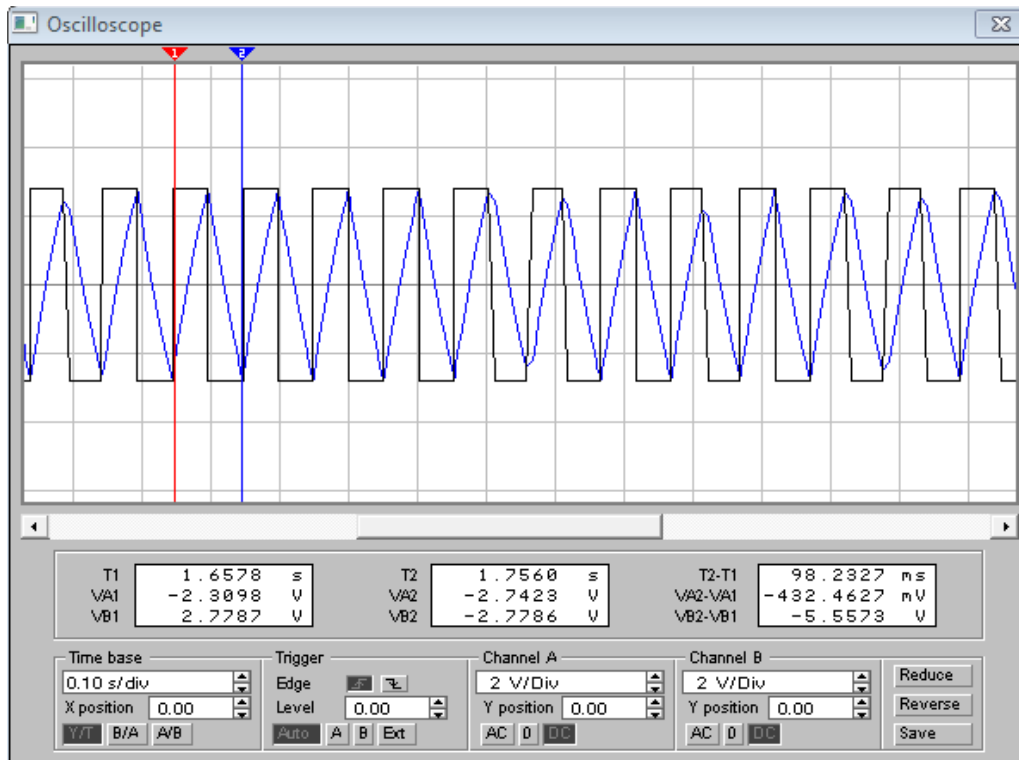 Oscilloscope
1 2
T1 1.6578 s T2 1.7560 s T2-T1 98.2327 ms
VA1 -2.3098 V VA2 -2.7423 V VA2-VA1 -432.4627 mV
VB1 2.7787 V VB2 -2.7786 V VB2-VB1 -5.5573 V
Time base Trigger Channel A Channel B
0.10 s/div Edge 2 V/Div 2 V/Div Reduce
X position 0.00 Level 0.00 Y position 0.00 Y position 0.00 Reverse
Y/T B/A A/B Auto A B Ext AC 0 DC AC 0 DC Save